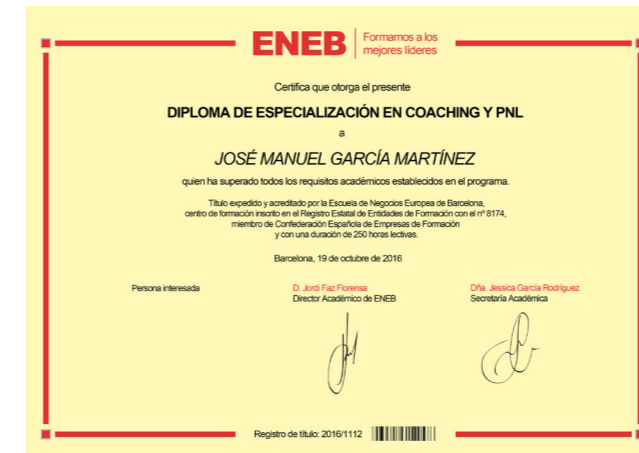 ENEB
Formamos a los
mejores líderes
Certifica que otorga el presente
DIPLOMA DE ESPECIALIZACIÓN EN COACHING Y PNL
a
JOSÉ MANUEL GARCÍA MARTÍNEZ
quien ha superado todos los requisitos académicos establecidos en el programa.
Título expedido y acreditado por la Escuela de Negocios Europea de Barcelona,
centro de formación inscrito en el Registro Estatal de Entidades de Formación con el nº 8174,
miembro de Confederación Española de Empresas de Formación
y con una duración de 250 horas lectivas.
Barcelona, 19 de octubre de 2016
Persona interesada
D. Jordi Faz Florensa
Director Académico de ENEB
Dña. Jessica García Rodríguez
Secretaría Académica
Registro de título: 2016/1112